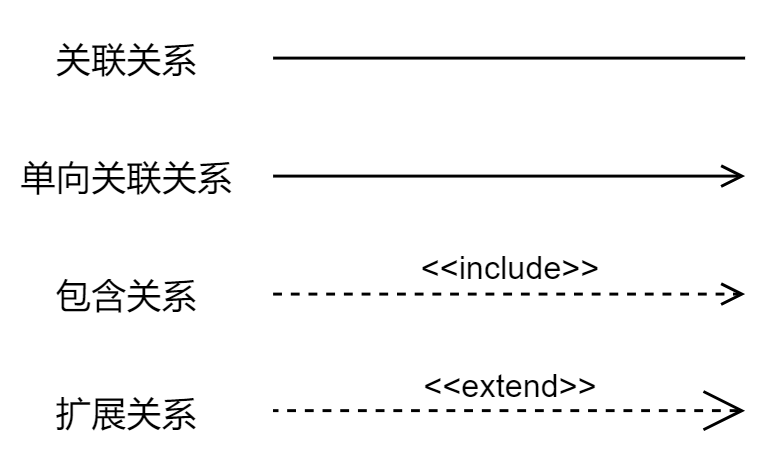 关联关系
单向关联关系
<<include>>
包含关系
<<extend>>
扩展关系